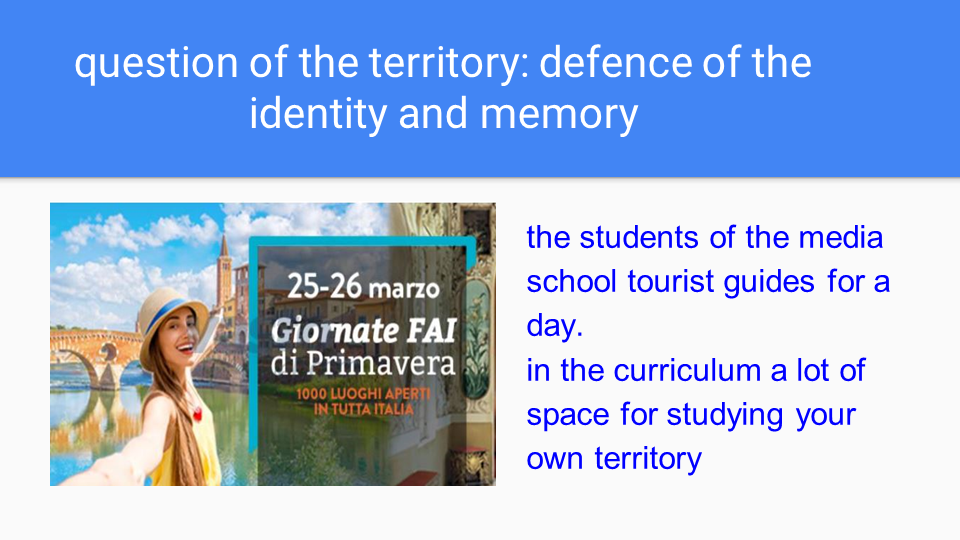 question of the territory: defence of the
identity and memory
25-26 marzo
Giornate FAI
di Primavera
1000 LUOGHI APERTI
IN TUTTA ITALIA
the students of the media
school tourist guides for a
day.
in the curriculum a lot of
space for studying your
own territory